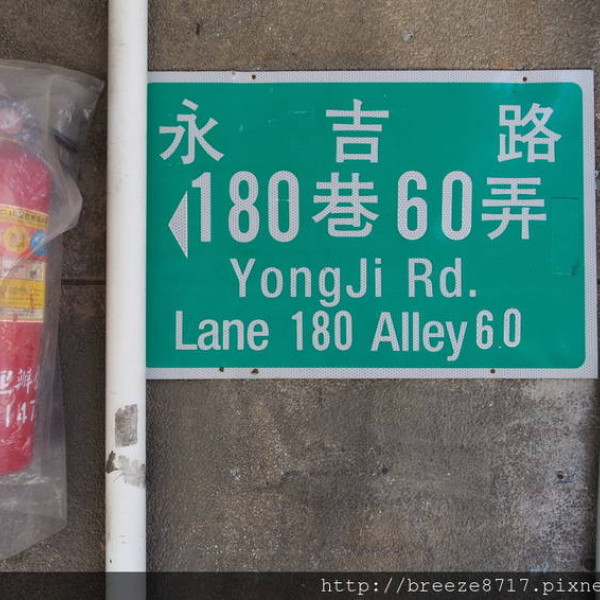 永吉路
180巷60弄
YongJi Rd.
Lane 180 Alley 60
147
http://breeze8717.pixne